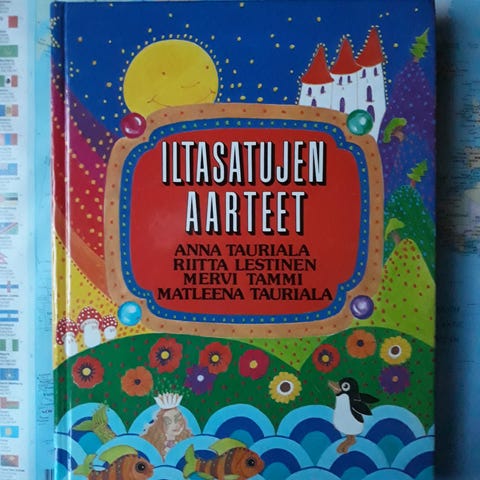 ILTASATUJEN
AARTEET
ANNA TAURIALA
RIITTA LESTINEN
MERVI TAMMI
MATLEENA TAURIALA